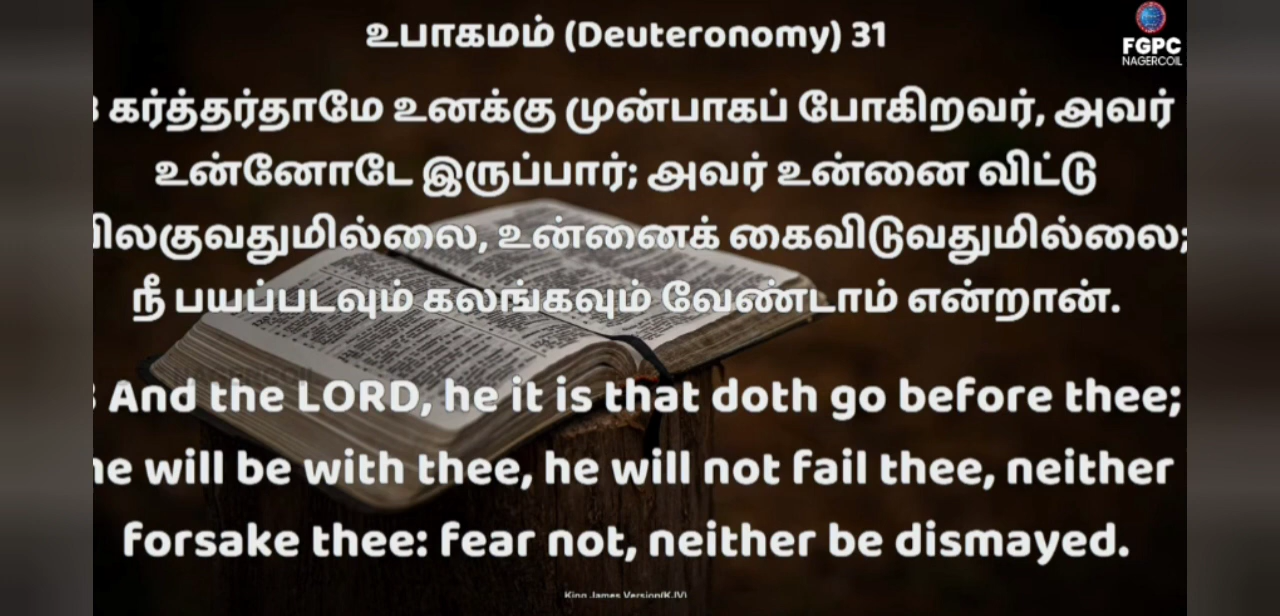 உபாகமம் (Deuteronomy) 31
FGPC
NAGERCOIL
கர்த்தர்தாமே உனக்கு முன்பாகப் போகிறவர், அவர்
உன்னோடே இருப்பார்; அவர் உன்னை விட்டு
விலகுவதுமில்லை, உன்னைக் கைவிடுவதுமில்லை;
நீ பயப்படவும் கலங்கவும் வேண்டாம் என்றான்.
And the LORD, he it is that doth go before thee;
he will be with thee, he will not fail thee, neither
forsake thee: fear not, neither be dismayed.
King James Version(KJV)